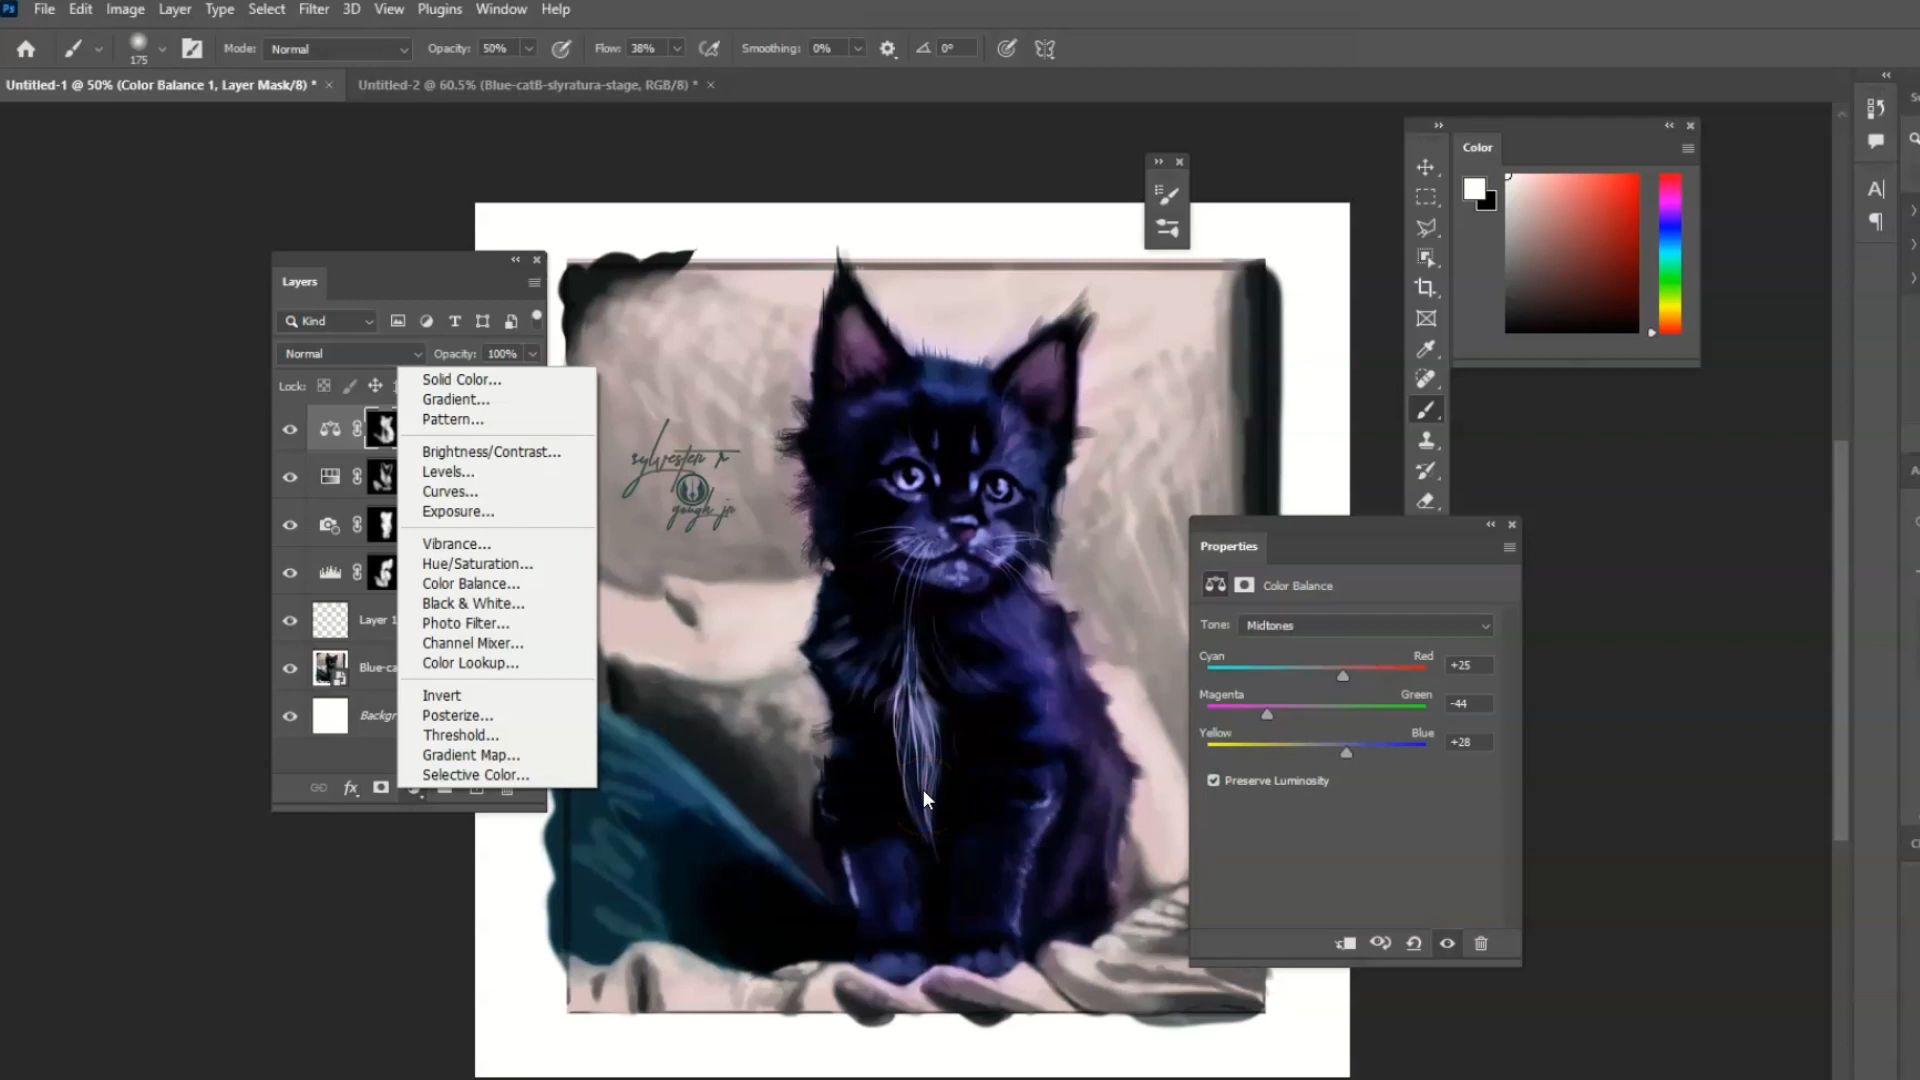 Ps File Edit Image Layer Type Select Filter 3D View Plugins Window Help
175 Mode: Normal Opacity: 50% Flow: 38% Smoothing: 0% 0°
Untitled-1 @ 50% (Color Balance 1, Layer Mask/8) * × Untitled-2 @ 60.5% (Blue-catB-slyratura-stage, RGB/8) * ×
Color
Layers
Kind
Normal Opacity: 100%
Lock:
Solid Color...
Gradient...
Pattern...
Brightness/Contrast...
Levels...
Curves...
Exposure...
Vibrance...
Hue/Saturation...
Color Balance...
Black & White...
Photo Filter...
Channel Mixer...
Color Lookup...
Invert
Posterize...
Threshold...
Gradient Map...
Selective Color...
Layer 1
Blue-ca
Backgr
fx
sylvester r
gough jr
Properties
Color Balance
Tone: Midtones
Cyan Red +25
Magenta Green -44
Yellow Blue +28
Preserve Luminosity